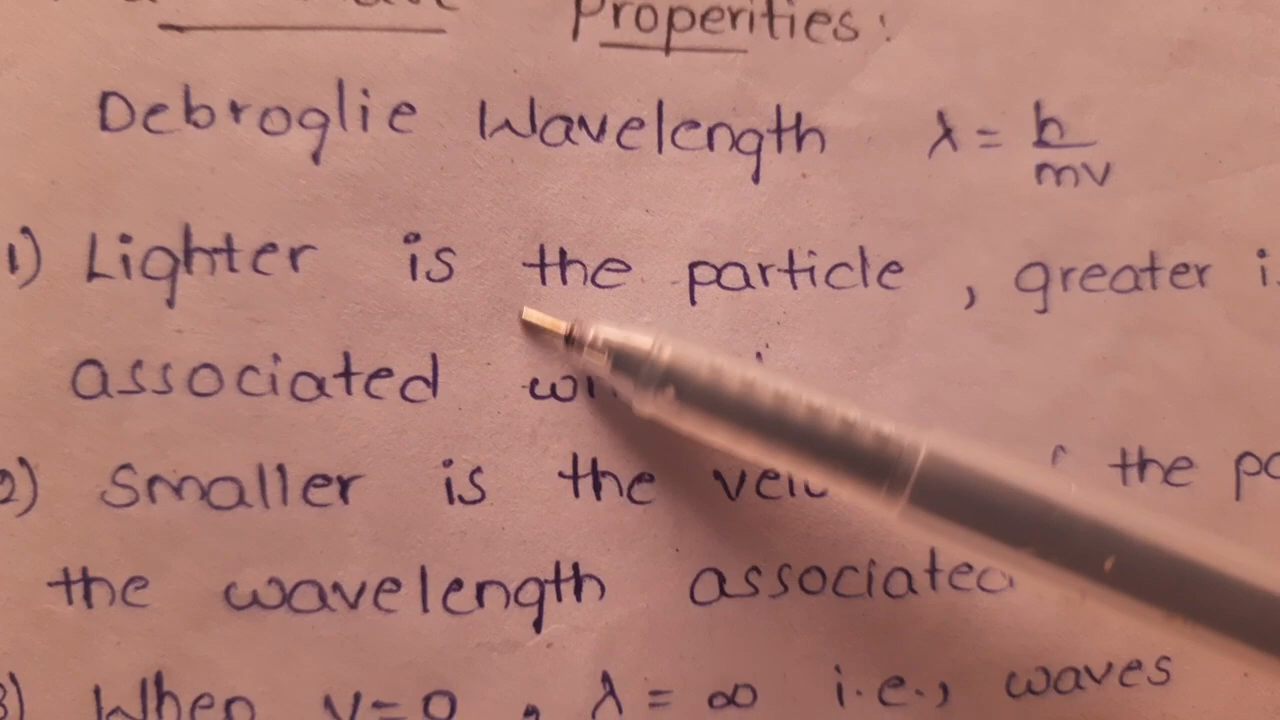 Properities:
Debroglie Wavelength λ = h/mv
1) Lighter is the particle, greater
associated
2) Smaller is the the
the wavelength associated
3) When v=0, λ = ∞ i.e., waves